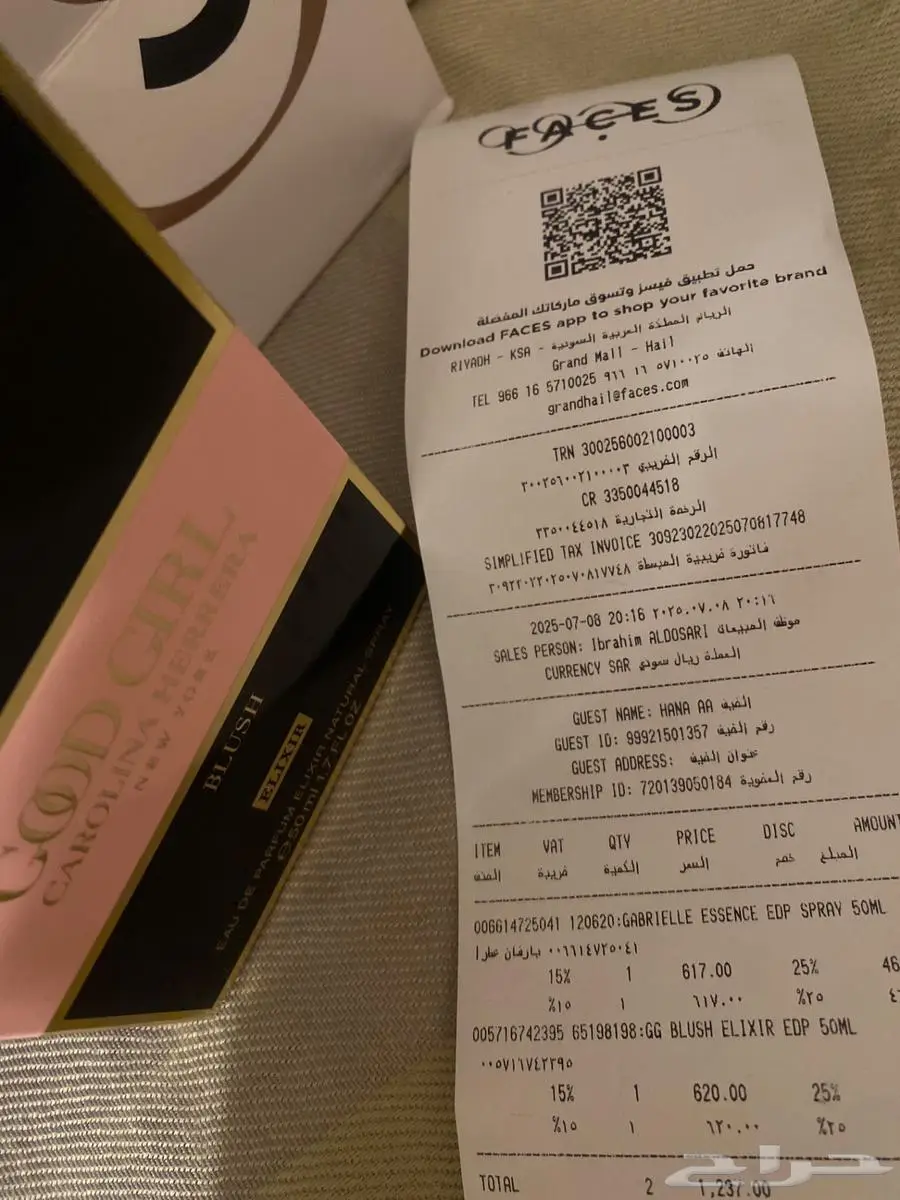 FACES
حمل تطبيق فيسز وتسوق ماركاتك المفضلة
Download FACES app to shop your favorite brand
الرياض المملكة العربية السعودية - RIYADH - KSA
Grand Mall - Hail
TEL 966 16 5710025 الهاتف ٩٦٦ ١٦ ٥٧١٠٠٢٥
grandhail@faces.com
TRN 300256002100003
الرقم الضريبي ٣٠٠٢٥٦٠٠٢١٠٠٠٠٣
CR 3350044518
الرخصة التجارية ٣٣٥٠٠٤٤٥١٨
SIMPLIFIED TAX INVOICE 30923022025070817748
فاتورة ضريبية المبسطة ٣٠٩٢٣٠٢٢٠٢٥٠٧٠٨١٧٧٤٨
2025-07-08 20:16 ٢٠٢٥.٠٧.٠٨ ٢٠:١٦
SALES PERSON: Ibrahim ALDOSARI موظف المبيعات
CURRENCY SAR العملة ريال سعودي
GUEST NAME: HANA AA الضيف
GUEST ID: 99921501357 رقم الضيف
GUEST ADDRESS: عنوان الضيف
MEMBERSHIP ID: 720139050184 رقم العضوية
ITEM VAT QTY PRICE DISC AMOUNT
الصنف ضريبة الكمية السعر خصم المبلغ
006614725041 120620:GABRIELLE ESSENCE EDP SPRAY 50ML
٠٠٦٦١٤٧٢٥٠٤١ بارفان عطر ا
15% 1 617.00 25% 46
%١٥ ١ ٦١٧.٠٠ %٢٥ ٤٦
005716742395 65198198:GG BLUSH ELIXIR EDP 50ML
٠٠٥٧١٦٧٤٢٣٩٥
15% 1 620.00 25%
%١٥ ١ ٦٢٠.٠٠ %٢٥
TOTAL 2 1,237.00
GOOD GIRL
CAROLINA HERRERA
NEW YORK
BLUSH
ELIXIR
EAU DE PARFUM ELIXIR NATURAL SPRAY
℮50 ml 1.7 FL OZ
حراج